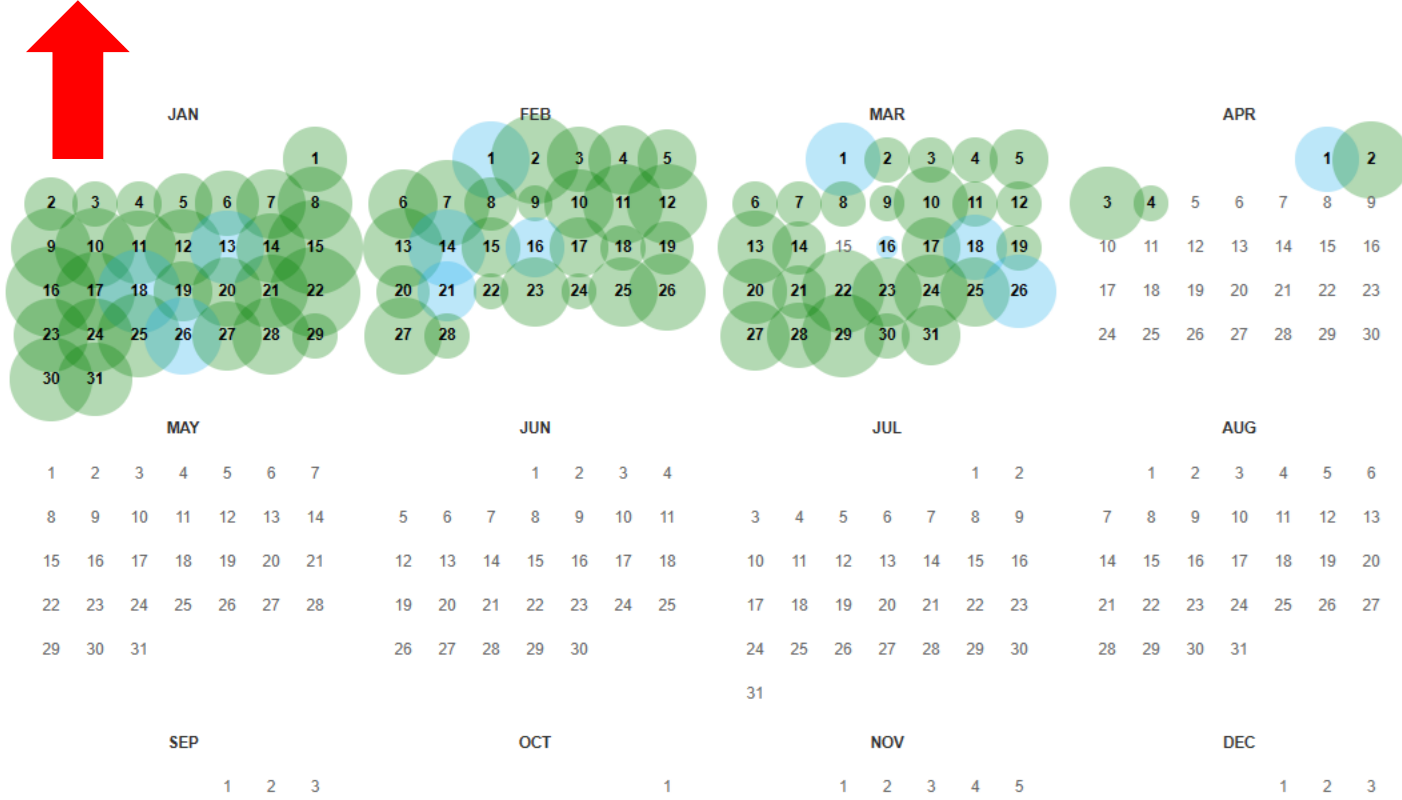 JAN FEB MAR APR
1 1 2 3 4 5 1 2 3 4 5 1 2
2 3 4 5 6 7 8 6 7 8 9 10 11 12 6 7 8 9 10 11 12 3 4 5 6 7 8 9
9 10 11 12 13 14 15 13 14 15 16 17 18 19 13 14 15 16 17 18 19 10 11 12 13 14 15 16
16 17 18 19 20 21 22 20 21 22 23 24 25 26 20 21 22 23 24 25 26 17 18 19 20 21 22 23
23 24 25 26 27 28 29 27 28 27 28 29 30 31 24 25 26 27 28 29 30
30 31
MAY JUN JUL AUG
1 2 3 4 5 6 7 1 2 3 4 1 2 1 2 3 4 5 6
8 9 10 11 12 13 14 5 6 7 8 9 10 11 3 4 5 6 7 8 9 7 8 9 10 11 12 13
15 16 17 18 19 20 21 12 13 14 15 16 17 18 10 11 12 13 14 15 16 14 15 16 17 18 19 20
22 23 24 25 26 27 28 19 20 21 22 23 24 25 17 18 19 20 21 22 23 21 22 23 24 25 26 27
29 30 31 26 27 28 29 30 24 25 26 27 28 29 30 28 29 30 31
31
SEP OCT NOV DEC
1 2 3 1 1 2 3 4 5 1 2 3